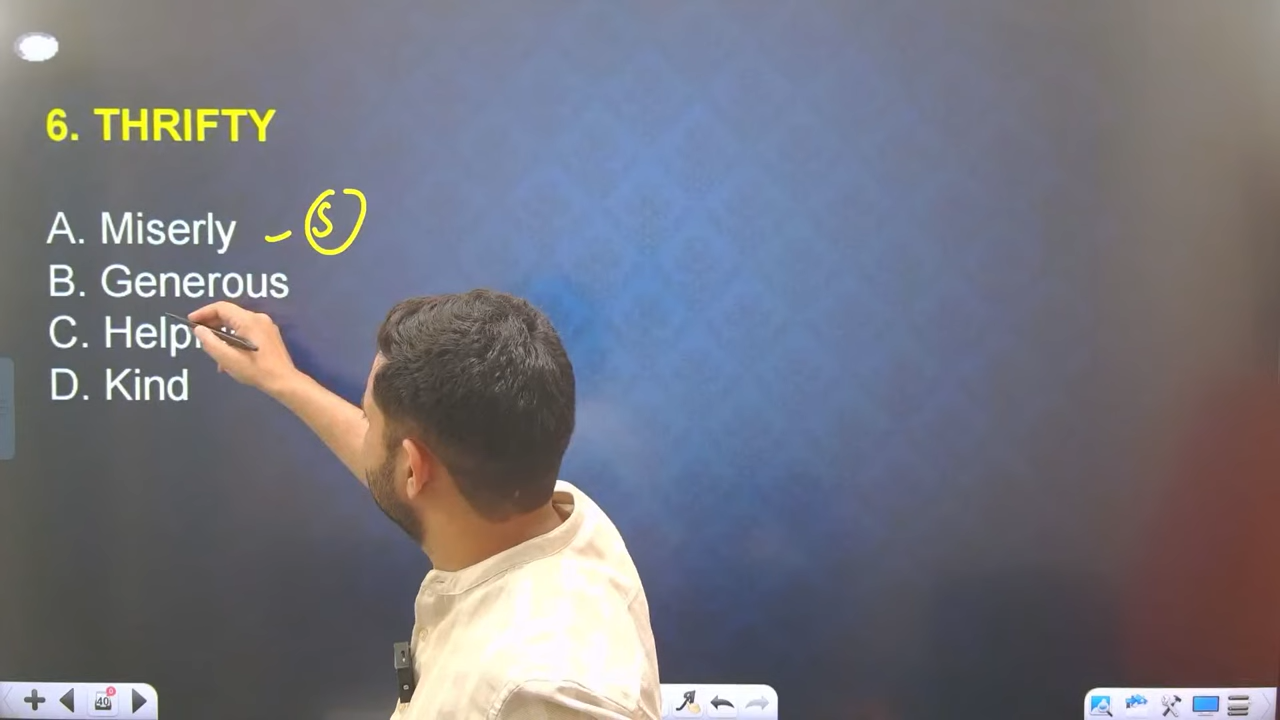 6. THRIFTY
A. Miserly - S
B. Generous
C. Help
D. Kind
40